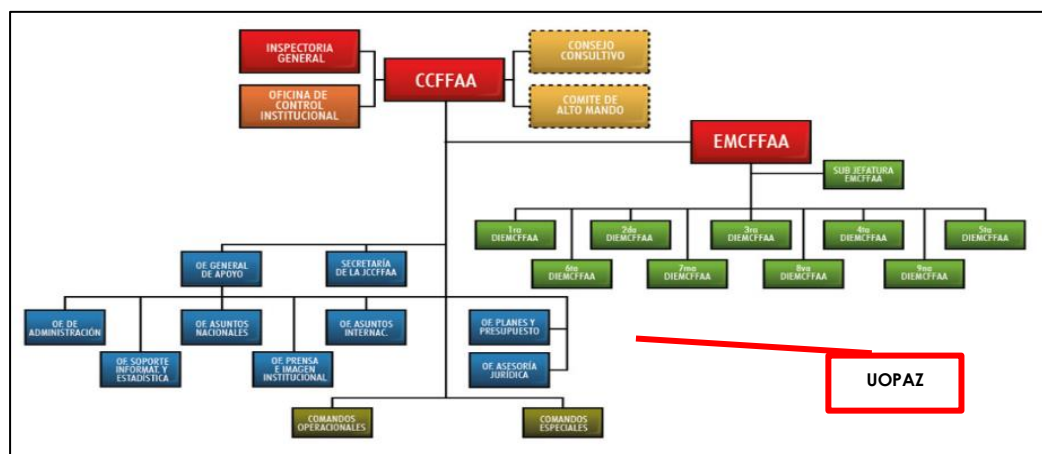 INSPECTORIA
GENERAL
OFICINA DE
CONTROL
INSTITUCIONAL
CCFFAA
CONSEJO
CONSULTIVO
COMITE DE
ALTO MANDO
EMCFFAA
SUB JEFATURA
EMCFFAA
1ra
DIEMCFFAA
2da
DIEMCFFAA
3ra
DIEMCFFAA
4ta
DIEMCFFAA
5ta
DIEMCFFAA
6ta
DIEMCFFAA
7ma
DIEMCFFAA
8va
DIEMCFFAA
9na
DIEMCFFAA
OF. GENERAL
DE APOYO
SECRETARÍA
DE LA JCCFFAA
OF. DE
ADMINISTRACIÓN
OF. ASUNTOS
NACIONALES
OF. ASUNTOS
INTERNAC.
OF. PLANES Y
PRESUPUESTO
OF. SOPORTE
INFORMAT. Y
ESTADÍSTICA
OF. PRENSA
E IMAGEN
INSTITUCIONAL
OF. ASESORÍA
JURÍDICA
UOPAZ
COMANDOS
OPERACIONALES
COMANDOS
ESPECIALES